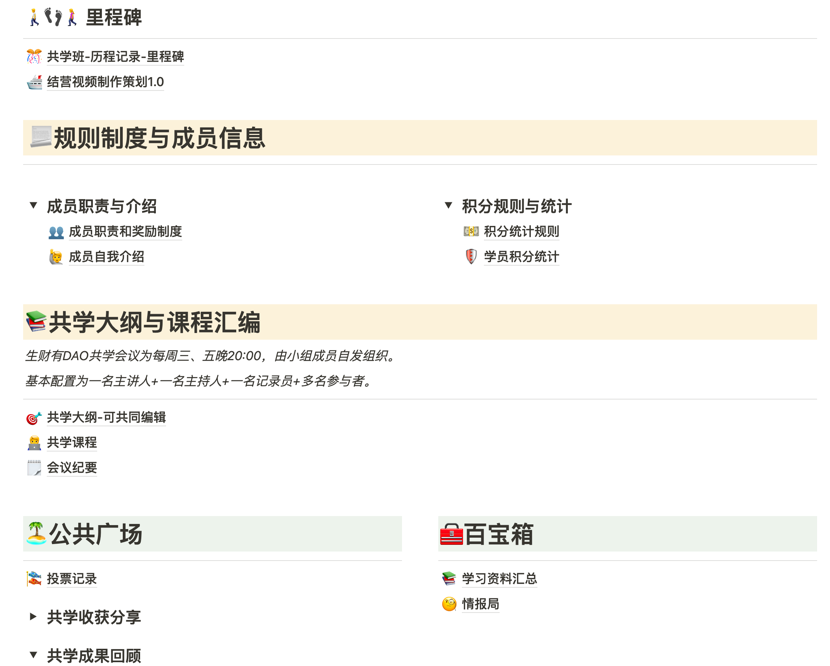 里程碑
共学班-历程记录-里程碑
结营视频制作策划1.0
规则制度与成员信息
成员职责与介绍
成员职责和奖励制度
成员自我介绍
积分规则与统计
积分统计规则
学员积分统计
共学大纲与课程汇编
生财有DAO共学会议为每周三、五晚20:00，由小组成员自发组织。
基本配置为一名主讲人+一名主持人+一名记录员+多名参与者。
共学大纲-可共同编辑
共学课程
会议纪要
公共广场
投票记录
共学收获分享
共学成果回顾
百宝箱
学习资料汇总
情报局